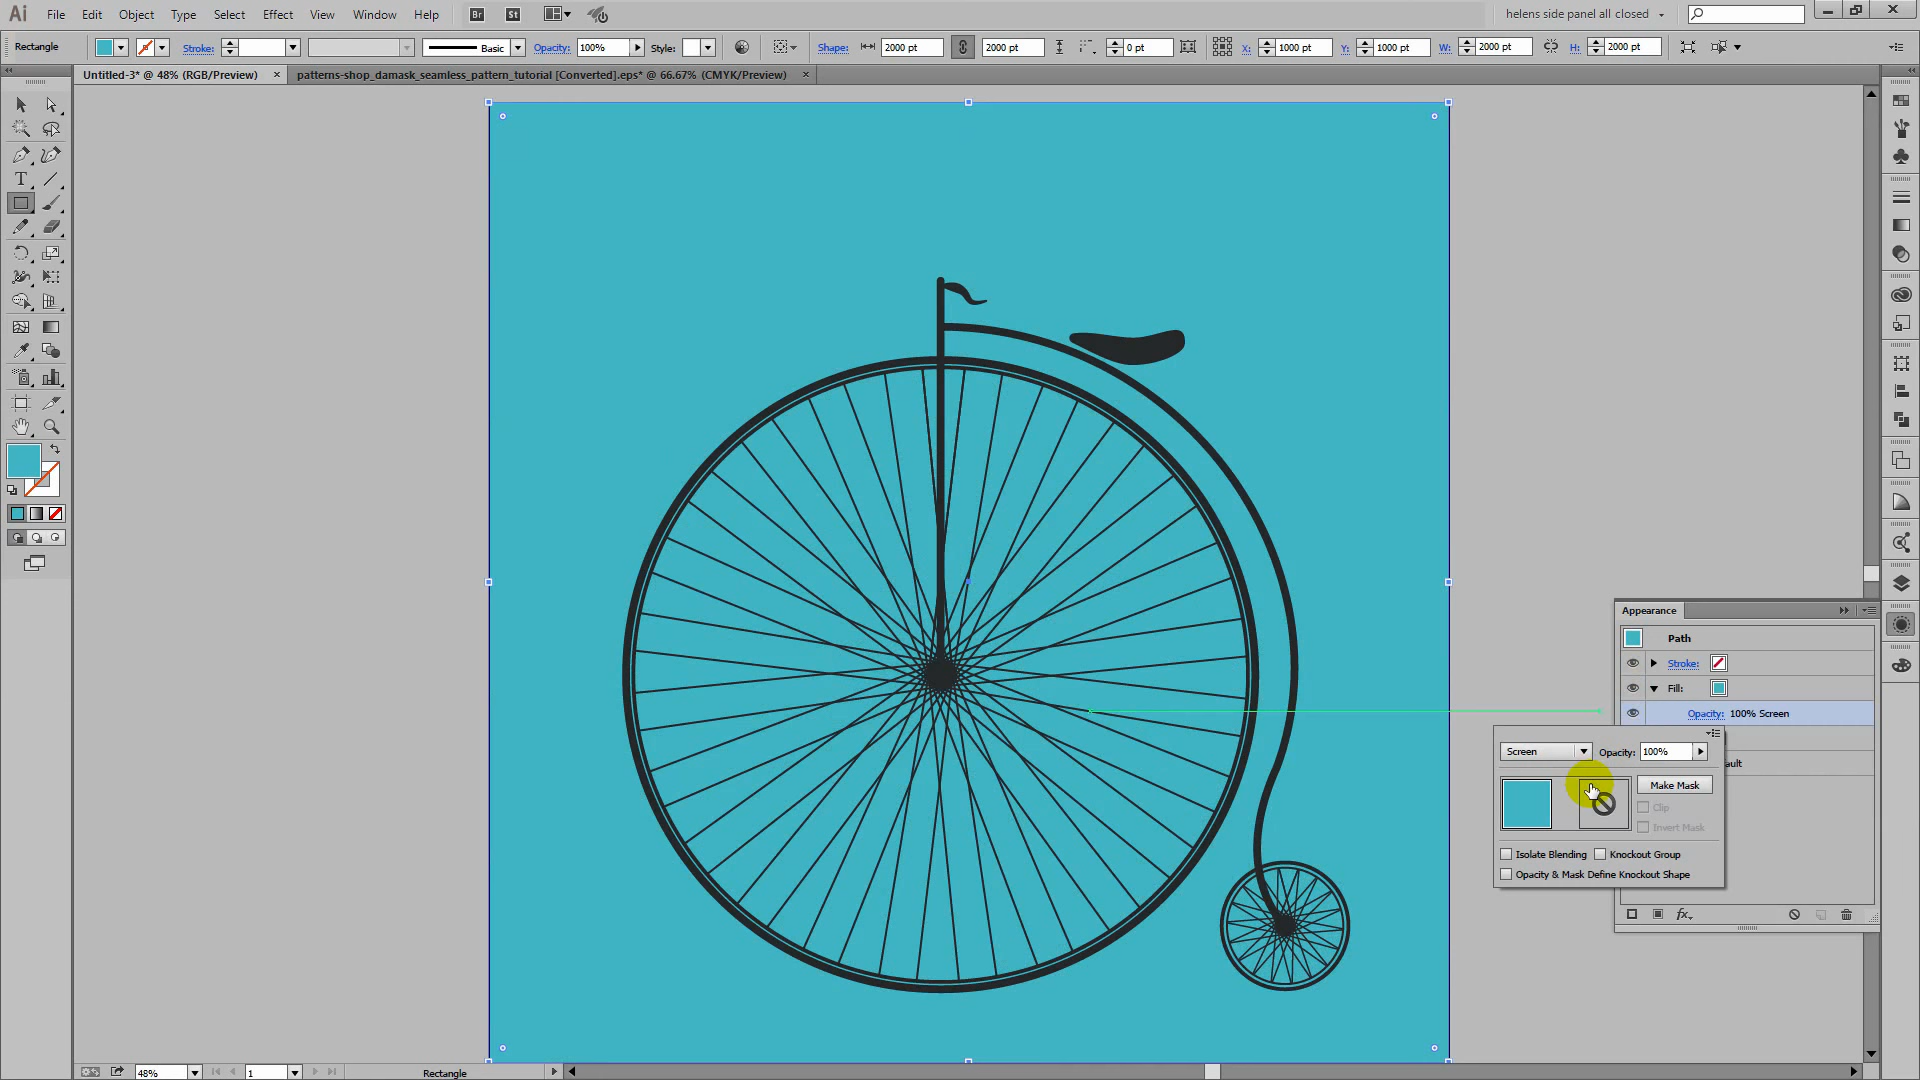 Ai File Edit Object Type Select Effect View Window Help Br St helens side panel all closed
Rectangle Stroke: Basic Opacity: 100% Style: Shape: 2000 pt 2000 pt 0 pt X: 1000 pt Y: 1000 pt W: 2000 pt H: 2000 pt
Untitled-3* @ 48% (RGB/Preview) × patterns-shop_damask_seamless_pattern_tutorial [Converted].eps* @ 66.67% (CMYK/Preview) ×
T
Appearance
Path
Stroke:
Fill:
Opacity: 100% Screen
Screen Opacity: 100%
ault
Make Mask
Clip
Invert Mask
Isolate Blending Knockout Group
Opacity & Mask Define Knockout Shape
fx
48% 1 Rectangle